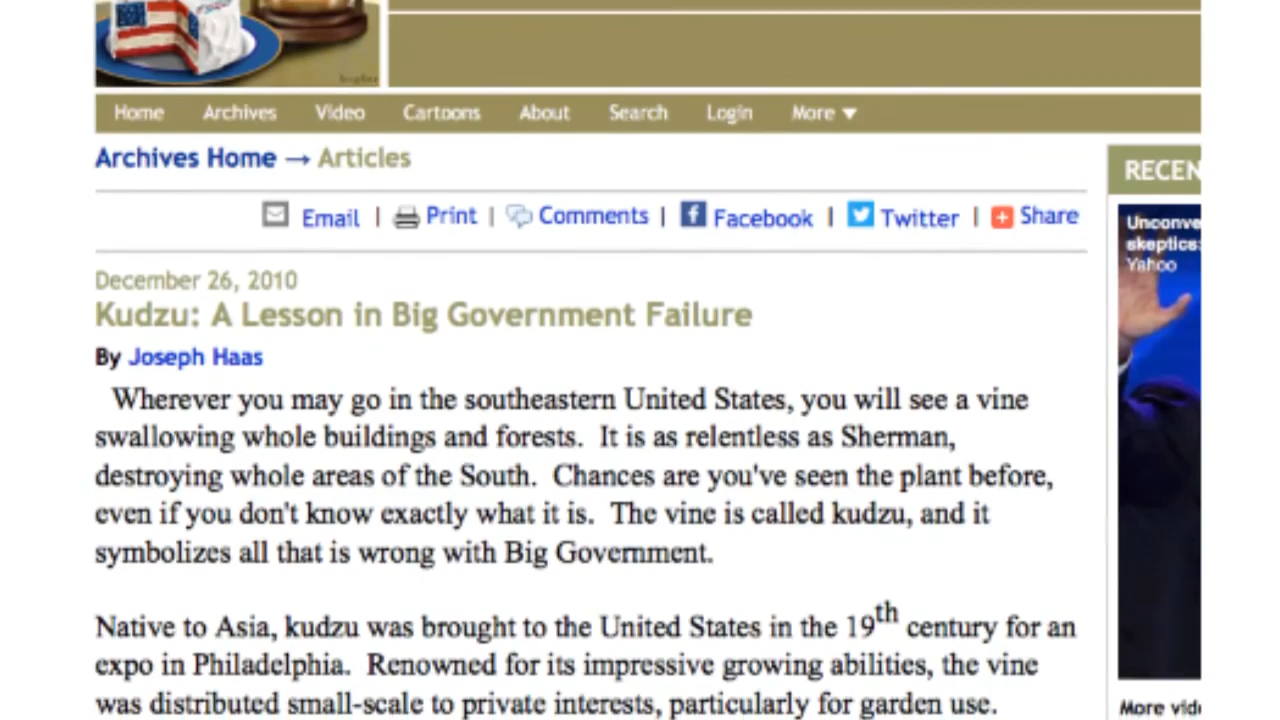 Home Archives Video Cartoons About Search Login More ▼
Archives Home → Articles
RECEN
Email | Print | Comments | Facebook | Twitter | Share
Unconve
skeptics:
Yahoo
December 26, 2010
Kudzu: A Lesson in Big Government Failure
By Joseph Haas
Wherever you may go in the southeastern United States, you will see a vine
swallowing whole buildings and forests. It is as relentless as Sherman,
destroying whole areas of the South. Chances are you've seen the plant before,
even if you don't know exactly what it is. The vine is called kudzu, and it
symbolizes all that is wrong with Big Government.
Native to Asia, kudzu was brought to the United States in the 19th century for an
expo in Philadelphia. Renowned for its impressive growing abilities, the vine
was distributed small-scale to private interests, particularly for garden use.
More vide